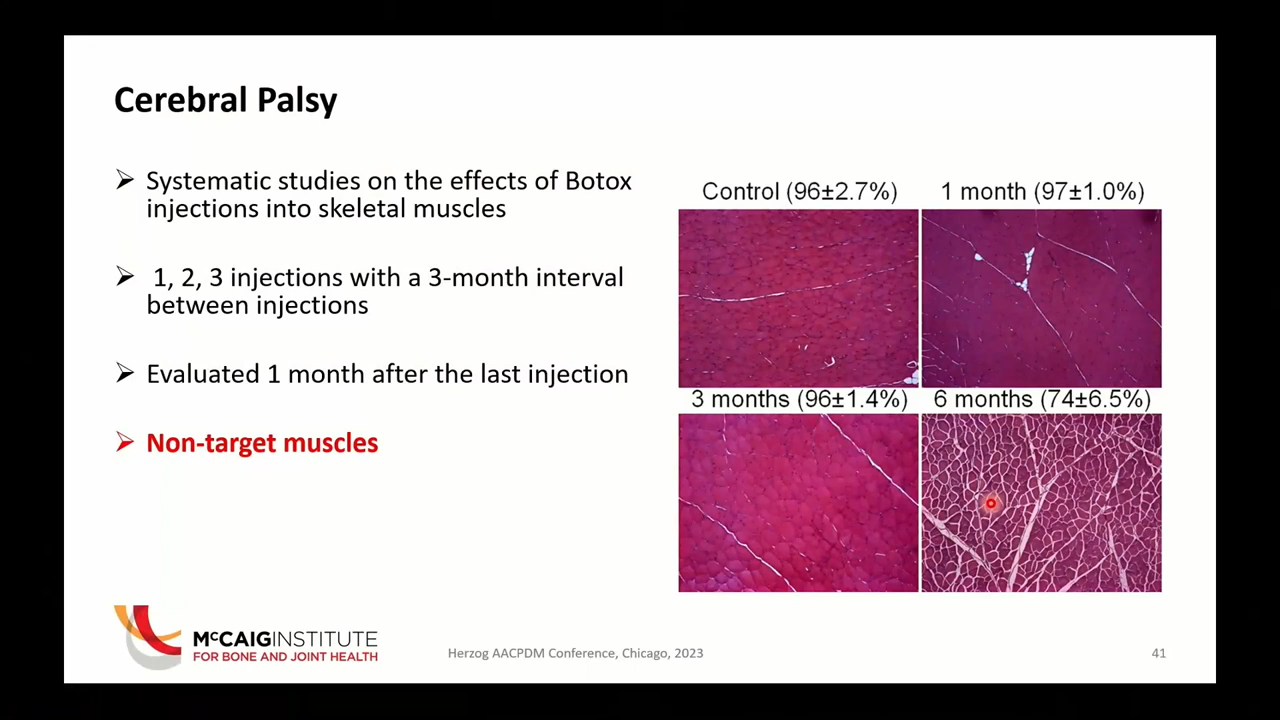 Cerebral Palsy
➢ Systematic studies on the effects of Botox
injections into skeletal muscles
➢ 1, 2, 3 injections with a 3-month interval
between injections
➢ Evaluated 1 month after the last injection
➢ Non-target muscles
Control (96±2.7%)
1 month (97±1.0%)
3 months (96±1.4%)
6 months (74±6.5%)
McCAIG INSTITUTE
FOR BONE AND JOINT HEALTH
Herzog AACPDM Conference, Chicago, 2023
41